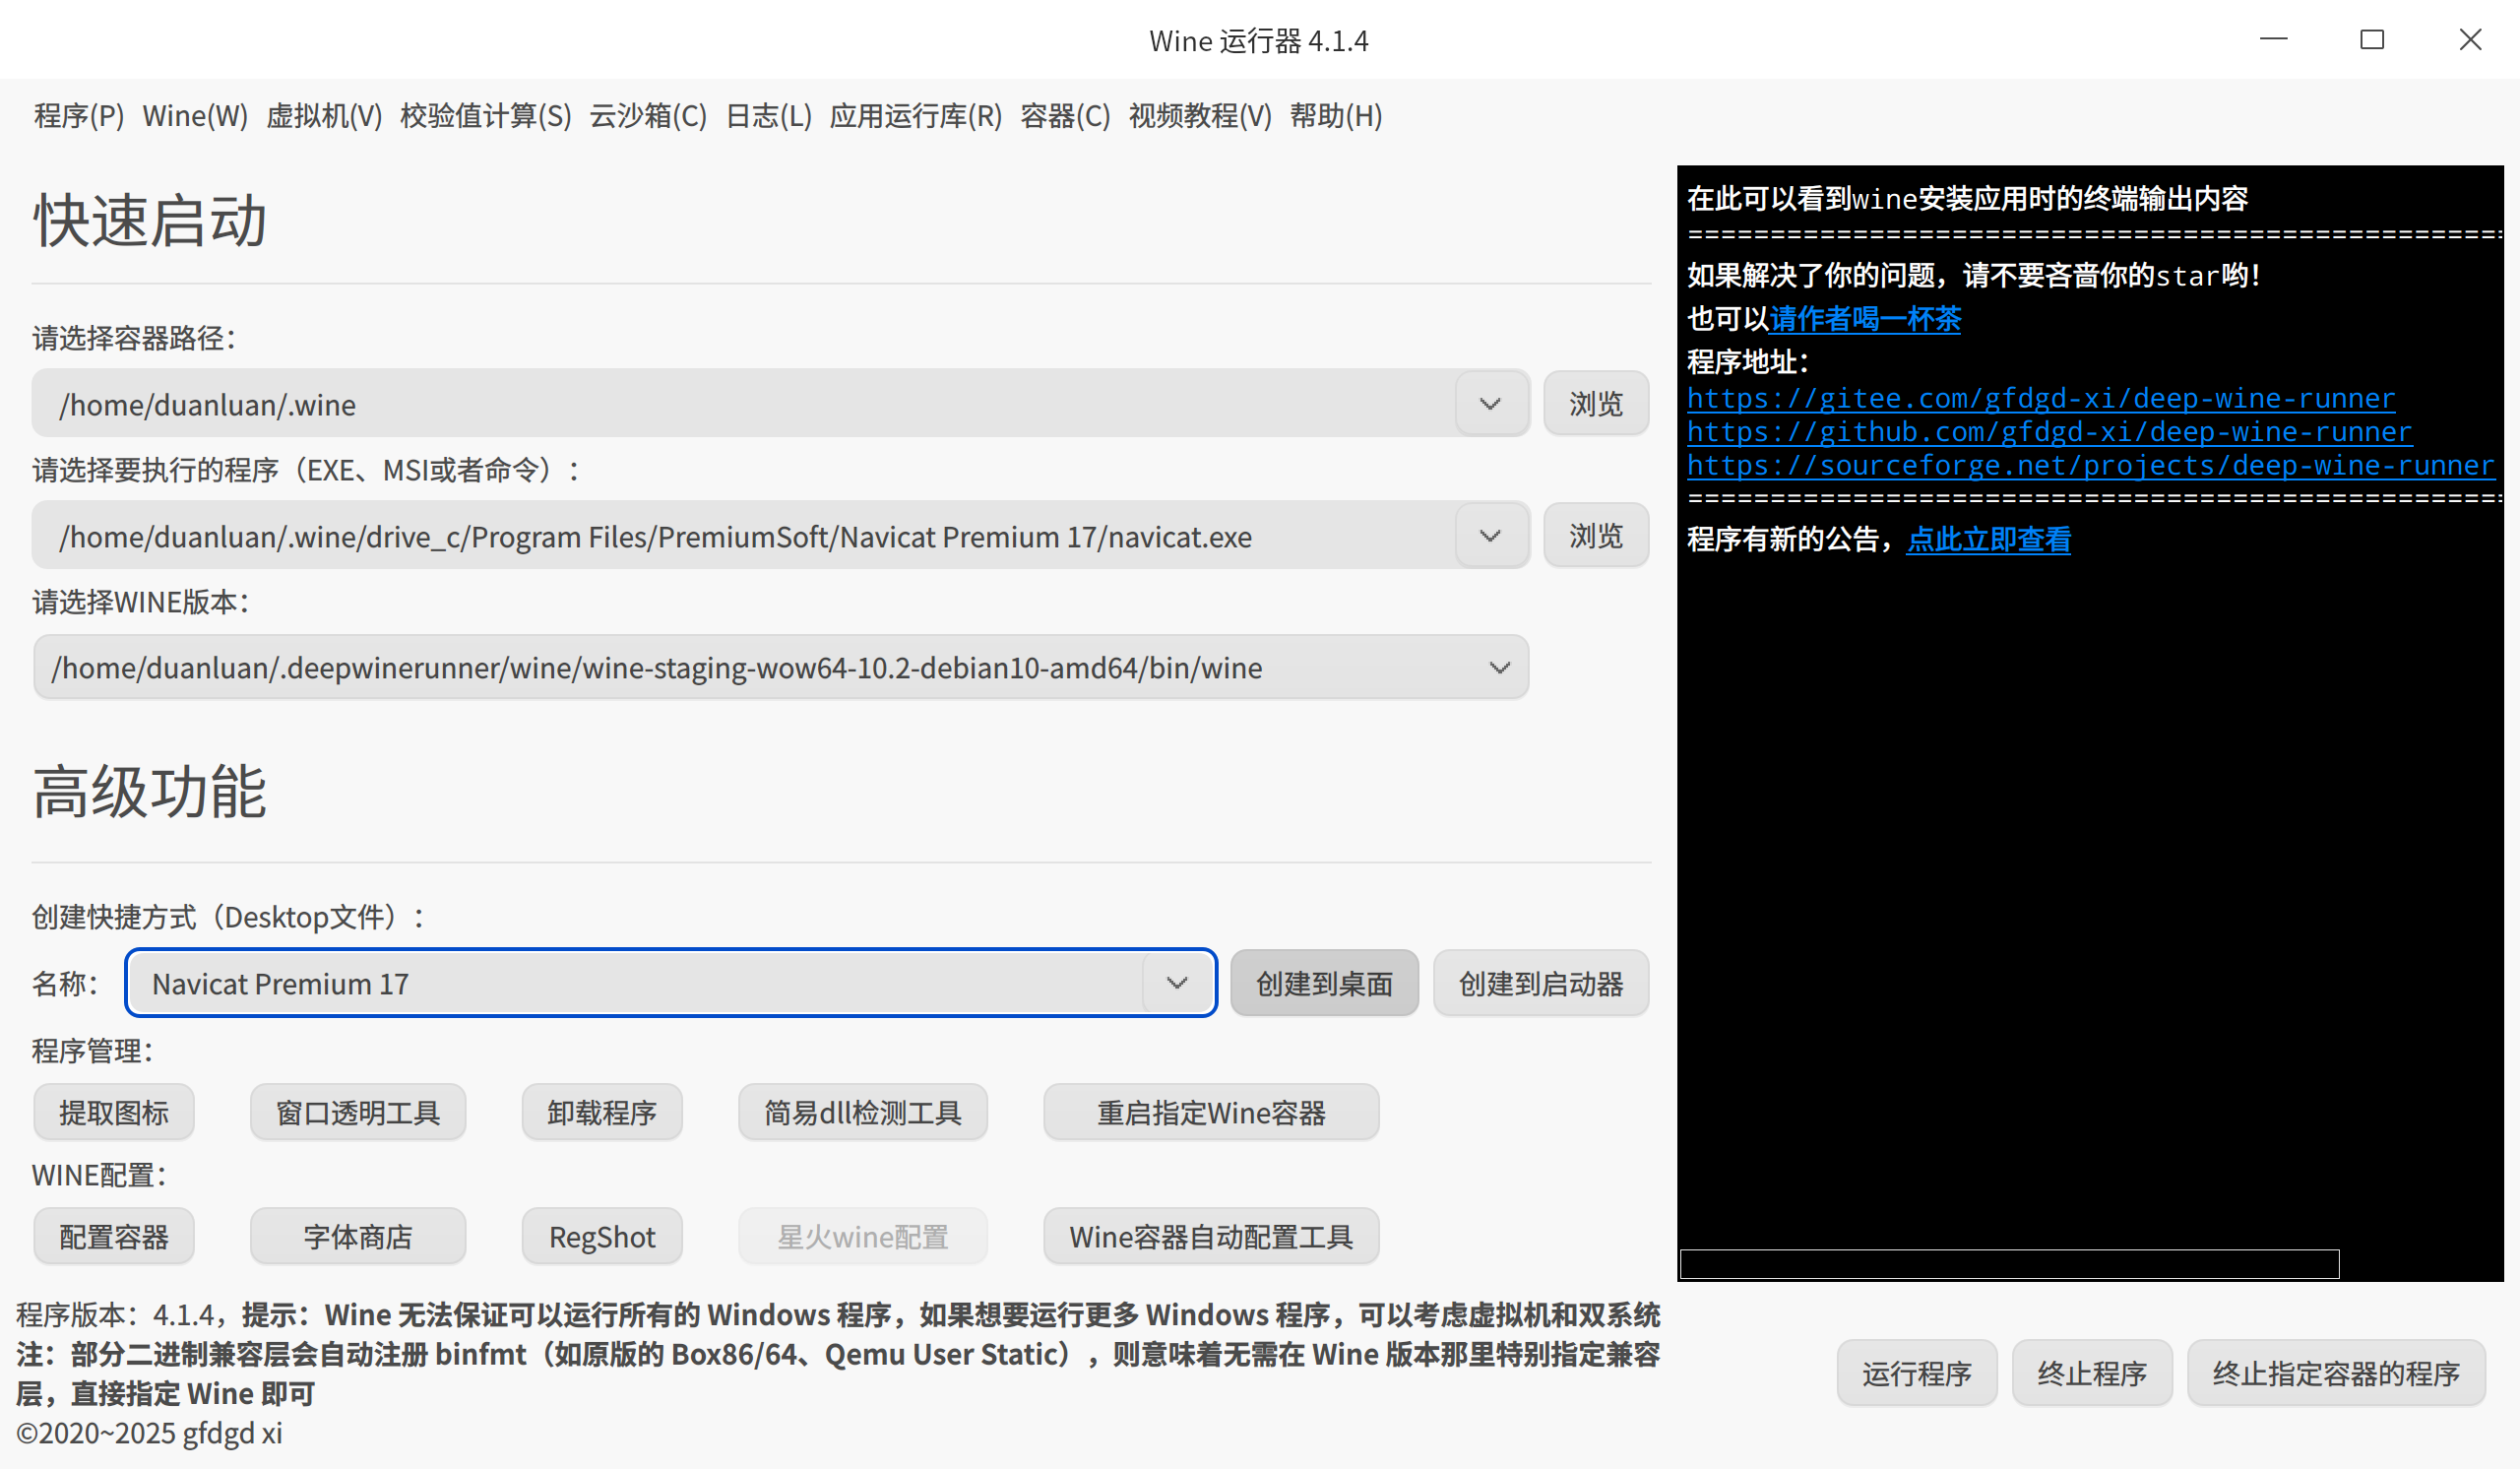 Wine 运行器 4.1.4
程序(P) Wine(W) 虚拟机(V) 校验值计算(S) 云沙箱(C) 日志(L) 应用运行库(R) 容器(C) 视频教程(V) 帮助(H)
快速启动
请选择容器路径：
/home/duanluan/.wine
浏览
请选择要执行的程序（EXE、MSI或者命令）：
/home/duanluan/.wine/drive_c/Program Files/PremiumSoft/Navicat Premium 17/navicat.exe
浏览
请选择WINE版本：
/home/duanluan/.deepwinerunner/wine/wine-staging-wow64-10.2-debian10-amd64/bin/wine
高级功能
创建快捷方式（Desktop文件）：
名称： Navicat Premium 17 创建到桌面 创建到启动器
程序管理：
提取图标 窗口透明工具 卸载程序 简易dll检测工具 重启指定Wine容器
WINE配置：
配置容器 字体商店 RegShot 星火wine配置 Wine容器自动配置工具
程序版本：4.1.4，提示：Wine 无法保证可以运行所有的 Windows 程序，如果想要运行更多 Windows 程序，可以考虑虚拟机和双系统
注：部分二进制兼容层会自动注册 binfmt（如原版的 Box86/64、Qemu User Static），则意味着无需在 Wine 版本那里特别指定兼容
层，直接指定 Wine 即可
©2020~2025 gfdgd xi
在此可以看到wine安装应用时的终端输出内容
==================================================
如果解决了你的问题，请不要吝啬你的star哟！
也可以请作者喝一杯茶
程序地址：
https://gitee.com/gfdgd-xi/deep-wine-runner
https://github.com/gfdgd-xi/deep-wine-runner
https://sourceforge.net/projects/deep-wine-runner
==================================================
程序有新的公告，点此立即查看
运行程序 终止程序 终止指定容器的程序